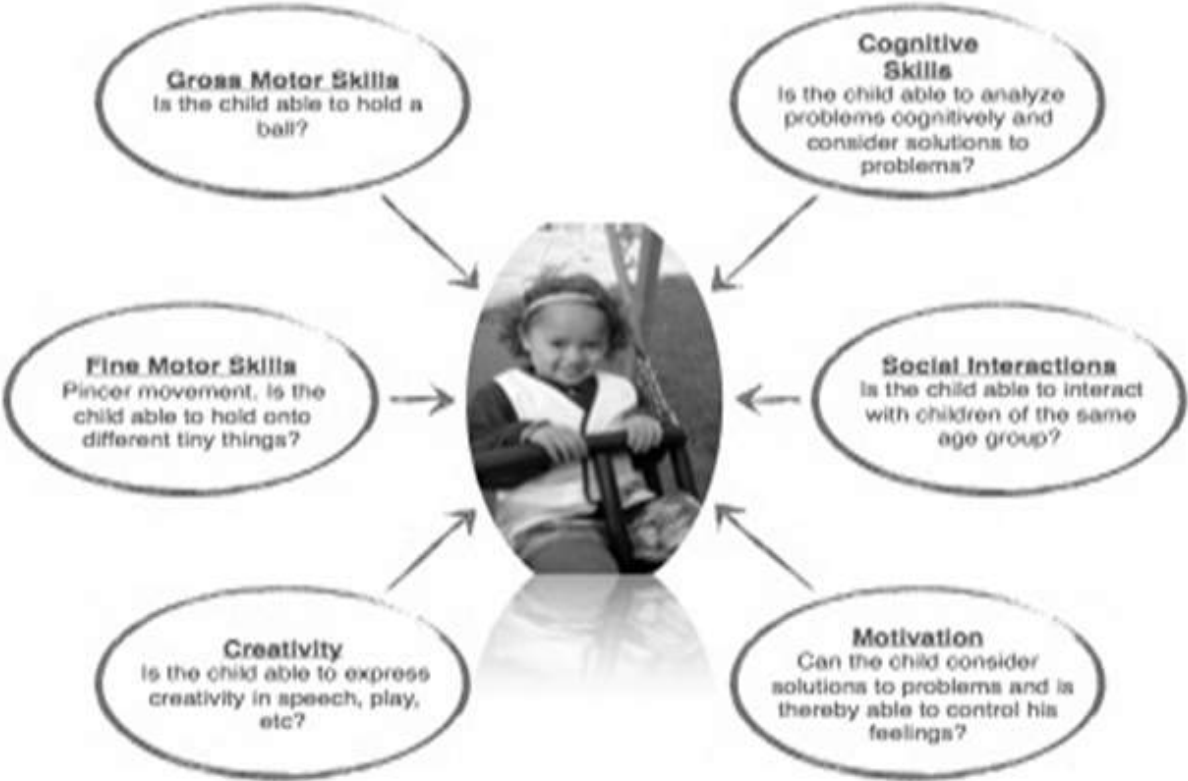 Gross Motor Skills
Is the child able to hold a
ball?
Cognitive
Skills
Is the child able to analyze
problems cognitively and
consider solutions to
problems?
Fine Motor Skills
Pincer movement. Is the
child able to hold onto
different tiny things?
Social Interactions
Is the child able to interact
with children of the same
age group?
Creativity
Is the child able to express
creativity in speech, play,
etc?
Motivation
Can the child consider
solutions to problems and is
thereby able to control his
feelings?